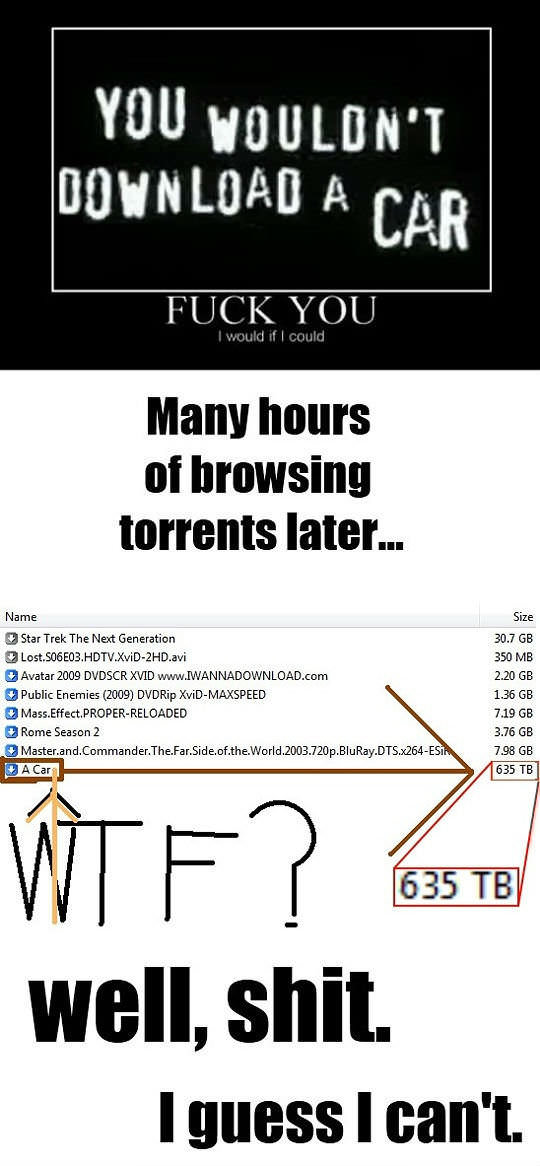 YOU WOULDN'T
DOWNLOAD A CAR
FUCK YOU
I would if I could
Many hours
of browsing
torrents later...
Name Size
Star Trek The Next Generation 30.7 GB
Lost.S06E03.HDTV.XviD-2HD.avi 350 MB
Avatar 2009 DVDSCR XVID www.IWANNADOWNLOAD.com 2.20 GB
Public Enemies (2009) DVDRip XviD-MAXSPEED 1.36 GB
Mass.Effect.PROPER-RELOADED 7.19 GB
Rome Season 2 3.76 GB
Master.and.Commander.The.Far.Side.of.the.World.2003.720p.BluRay.DTS.x264-ESiR 7.98 GB
A Car 635 TB
WTF?
635 TB
well, shit.
I guess I can't.